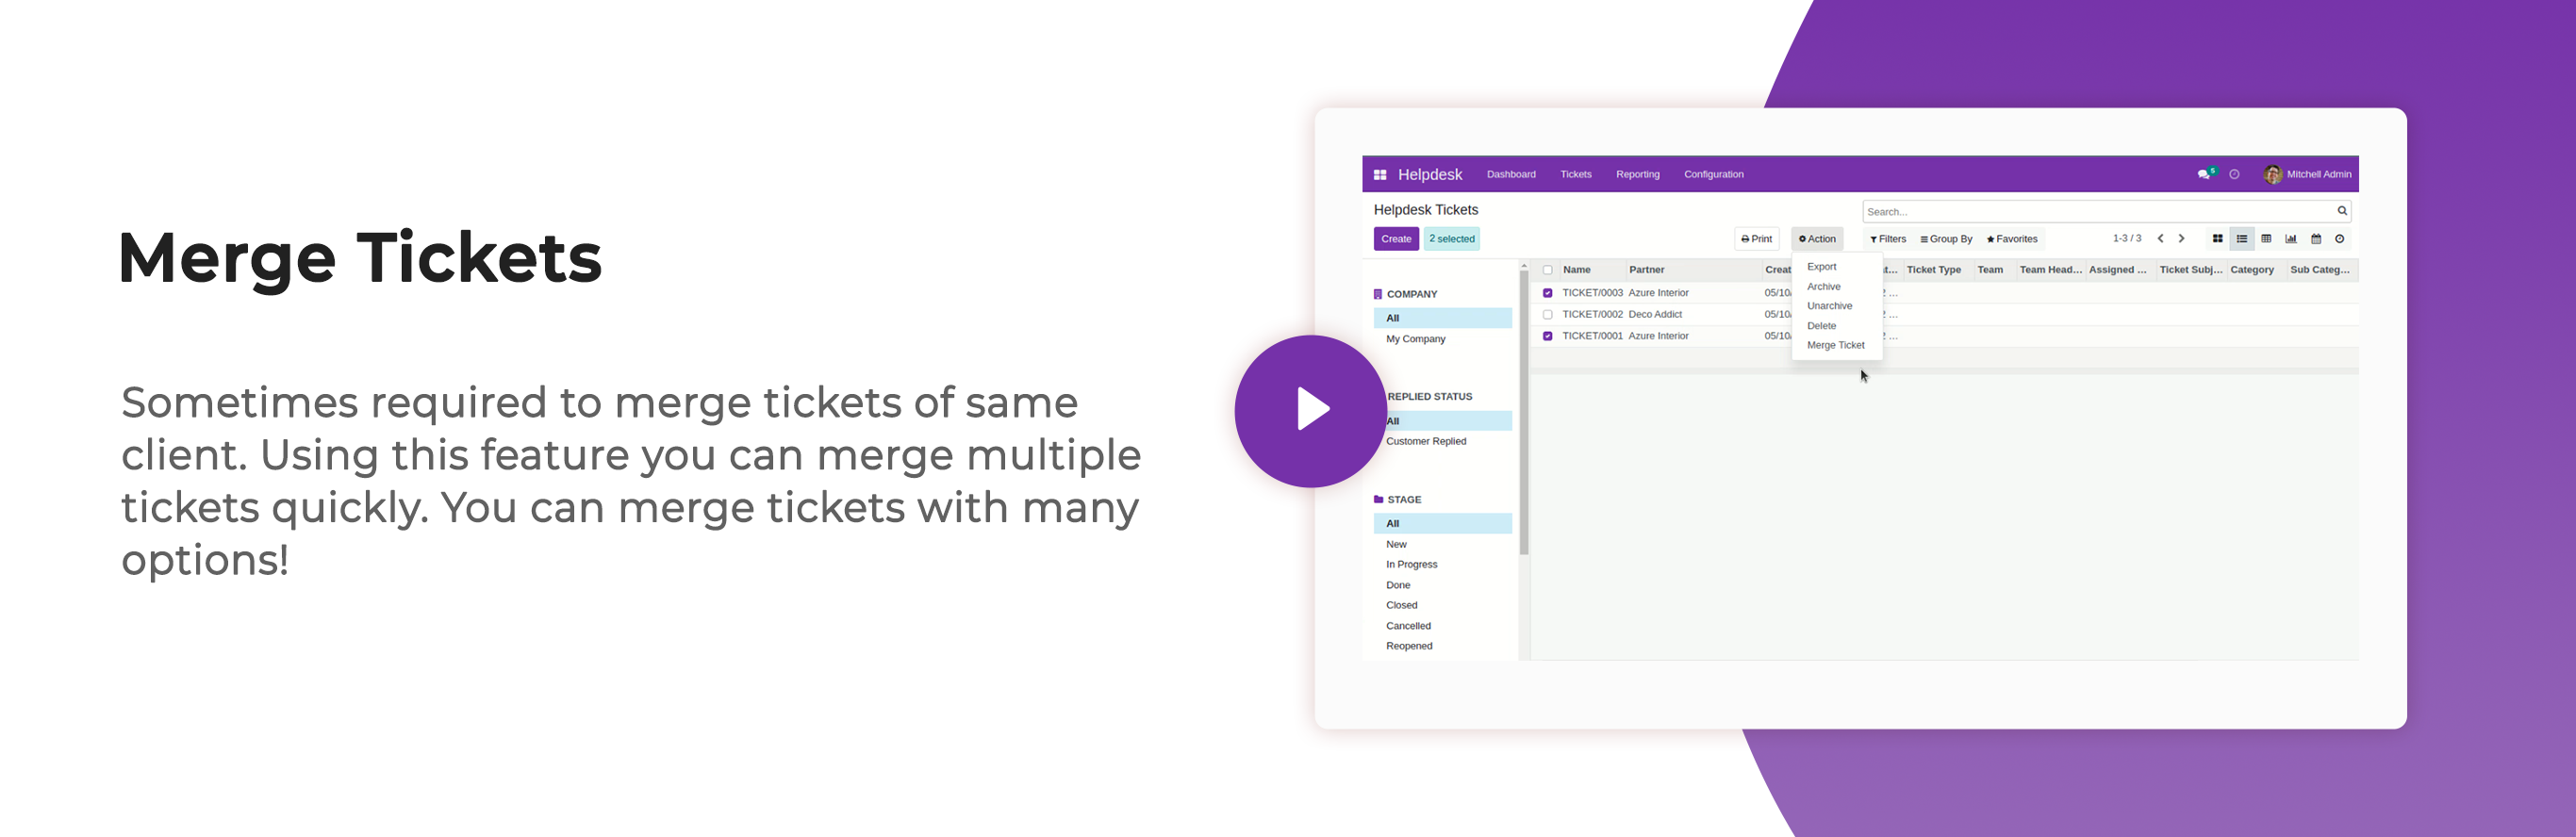 Merge Tickets
Sometimes required to merge tickets of same
client. Using this feature you can merge multiple
tickets quickly. You can merge tickets with many
options!
Helpdesk Dashboard Tickets Reporting Configuration 5 Mitchell Admin
Helpdesk Tickets Search...
Create 2 selected Print Action Filters Group By Favorites 1-3 / 3
Name Partner Creat Ticket Type Team Team Head... Assigned ... Ticket Subj... Category Sub Categ...
TICKET/0003 Azure Interior 05/10/
TICKET/0002 Deco Addict 05/10/
TICKET/0001 Azure Interior 05/10/
Export
Archive
Unarchive
Delete
Merge Ticket
COMPANY
All
My Company
REPLIED STATUS
All
Customer Replied
STAGE
All
New
In Progress
Done
Closed
Cancelled
Reopened